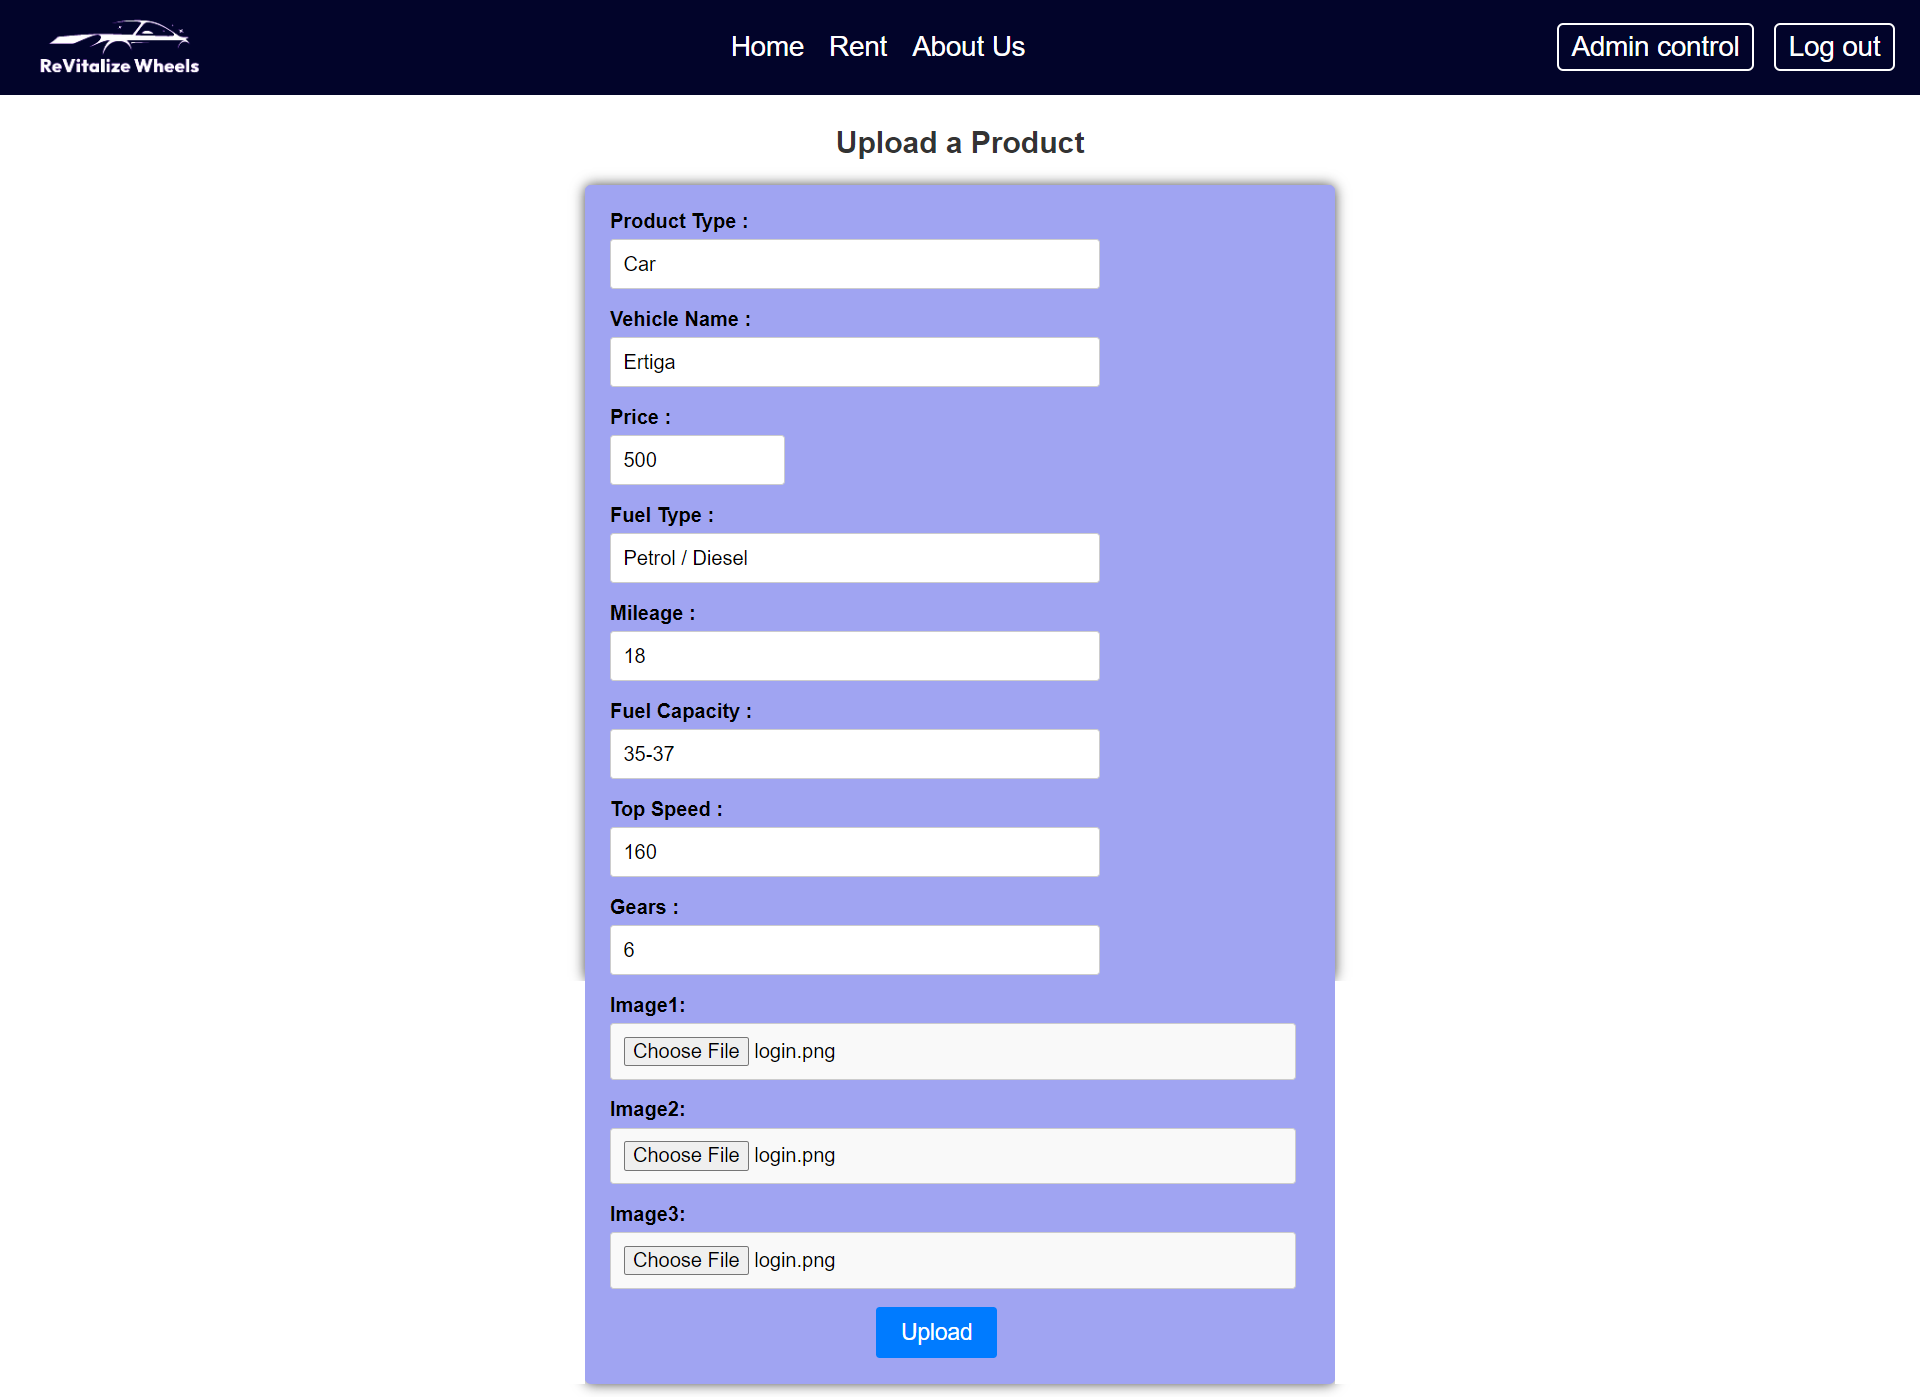 ReVitalize Wheels
Home Rent About Us
Admin control Log out
Upload a Product
Product Type :
Car
Vehicle Name :
Ertiga
Price :
500
Fuel Type :
Petrol / Diesel
Mileage :
18
Fuel Capacity :
35-37
Top Speed :
160
Gears :
6
Image1:
Choose File login.png
Image2:
Choose File login.png
Image3:
Choose File login.png
Upload